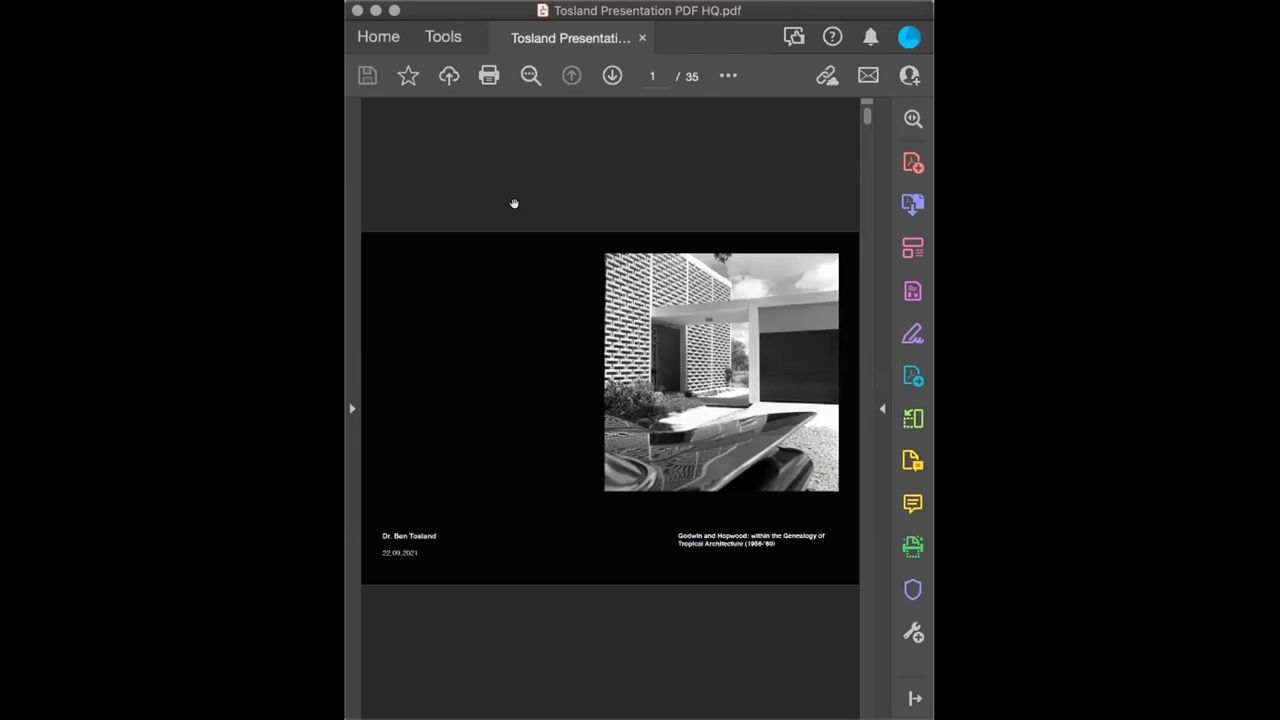 Tosland Presentation PDF HQ.pdf
Home
Tools
Tosland Presentati... ×
1 / 35
Dr. Ben Tosland
22.09.2021
Godwin and Hopwood: within the Genealogy of
Tropical Architecture (1956-'80)